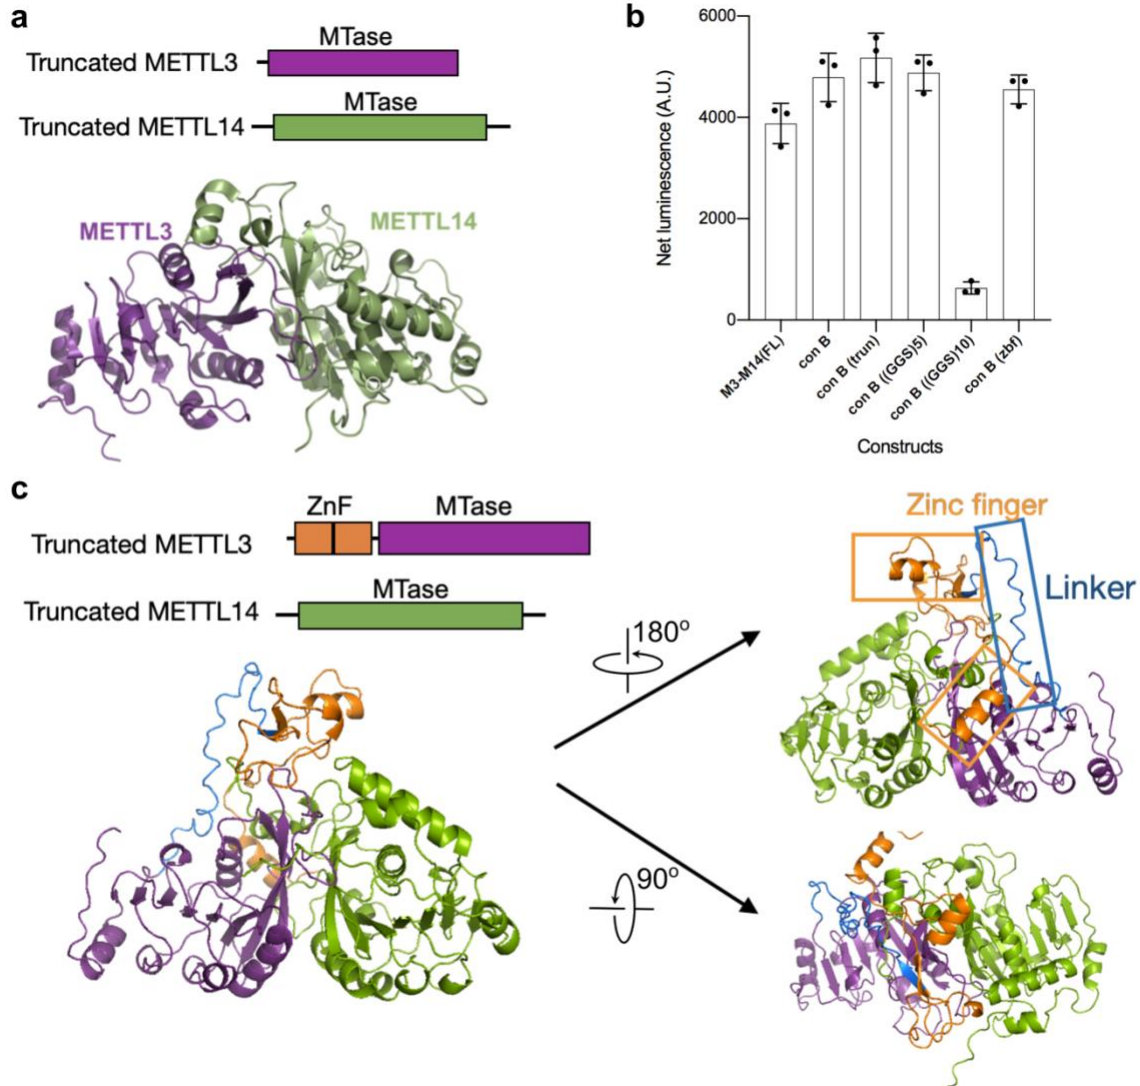 a
MTase
Truncated METTL3
MTase
Truncated METTL14
METTL3
METTL14
b
6000
4000
2000
0
Net luminescence (A.U.)
M3-M14(FL)
con B
con B (trun)
con B ((GGS)5)
con B ((GGS)10)
con B (zbf)
Constructs
c
ZnF
MTase
Truncated METTL3
MTase
Truncated METTL14
180º
90º
Zinc finger
Linker